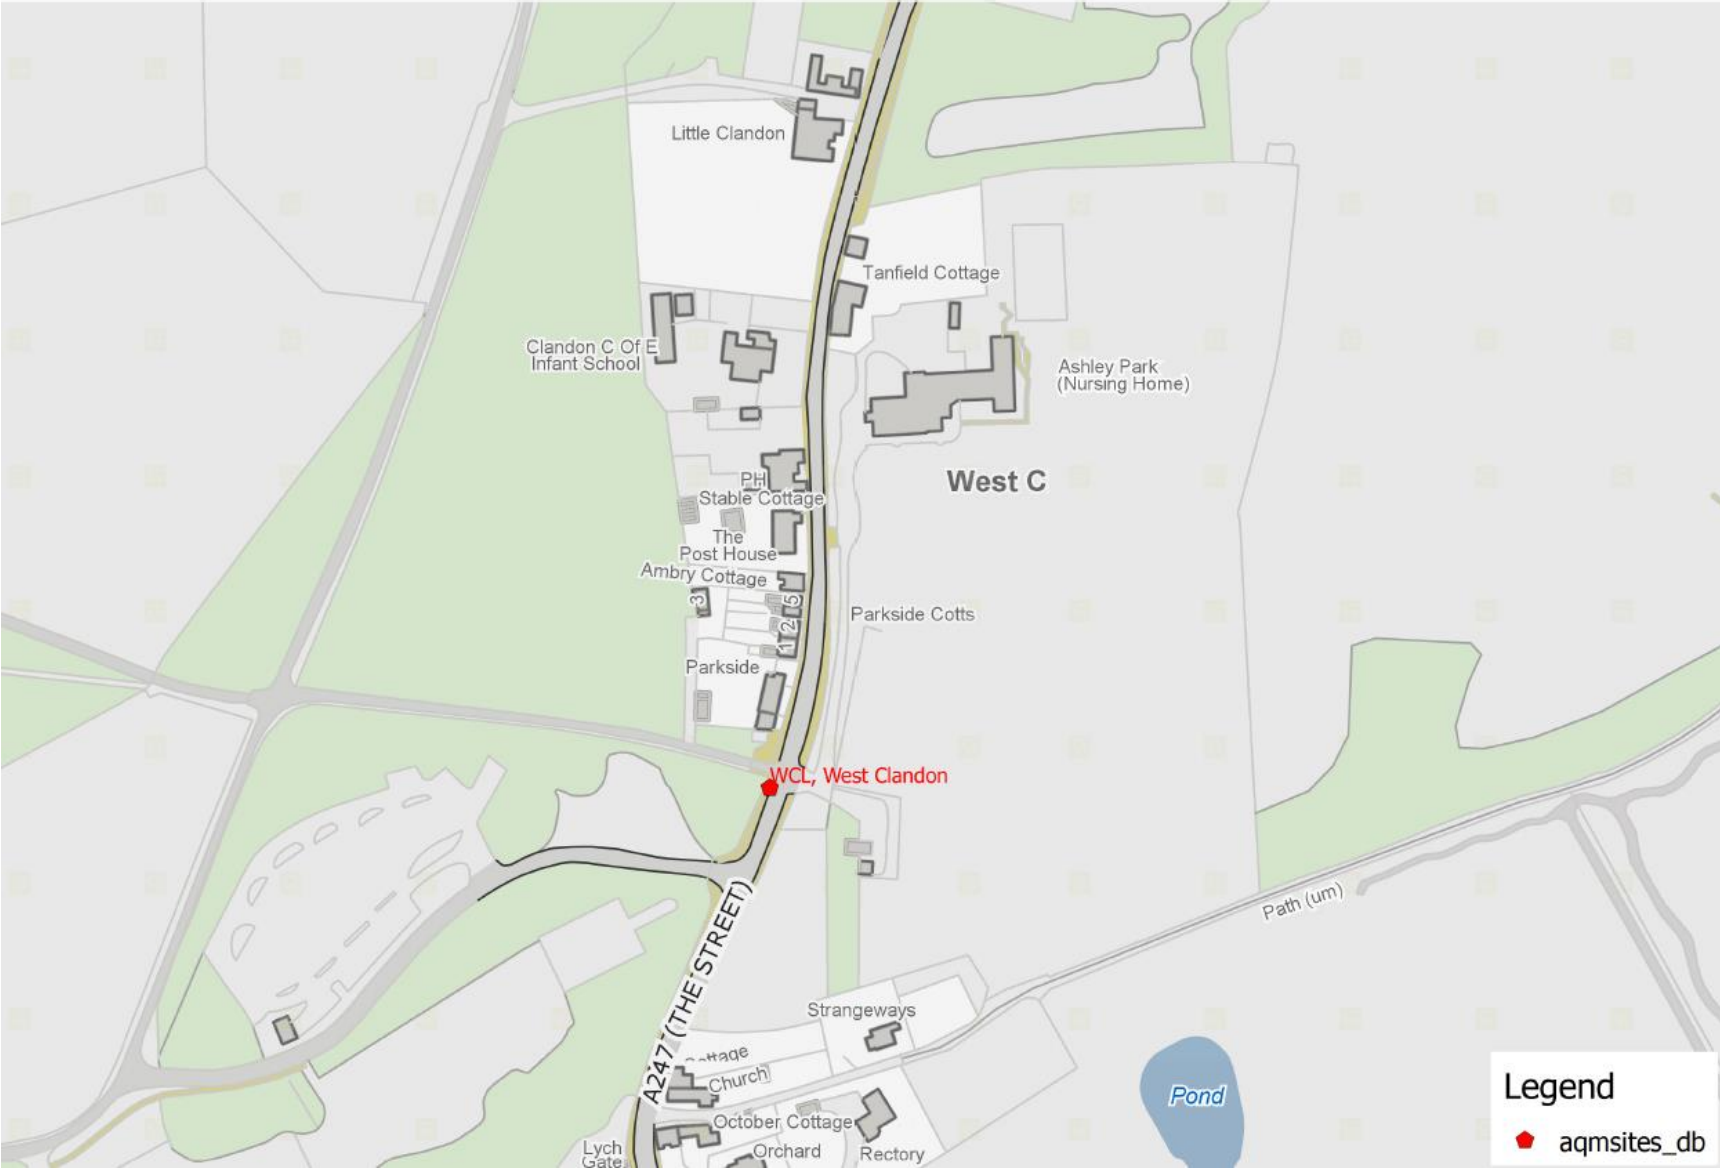 Little Clandon
Tanfield Cottage
Clandon C Of E
Infant School
Ashley Park
(Nursing Home)
West C
PH
Stable Cottage
The
Post House
Ambry Cottage
3
5
2
1
Parkside Cotts
Parkside
WCL, West Clandon
A247 (THE STREET)
Path (um)
Strangeways
Cottage
Church
October Cottage
Orchard
Rectory
Lych
Gate
Pond
Legend
aqmsites_db